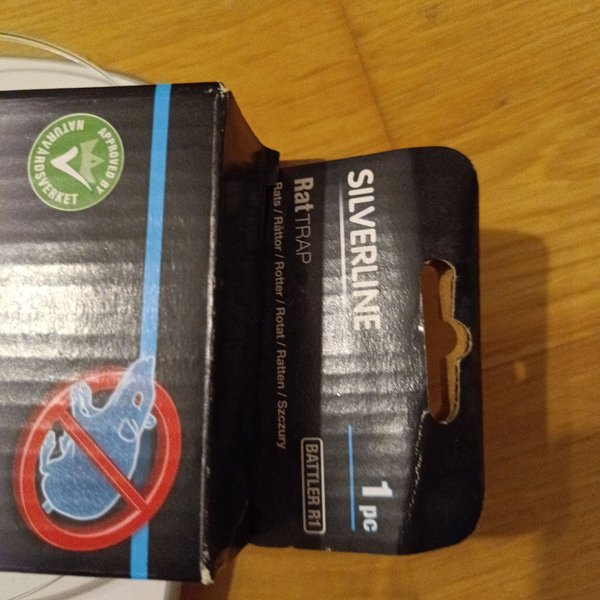 SILVERLINE
Rat TRAP
Rats / Råttor / Rotter / Rotat / Ratten / Szczury
1 pc
BATTLER R1
APPROVED BY
NATURVÅRDSVERKET